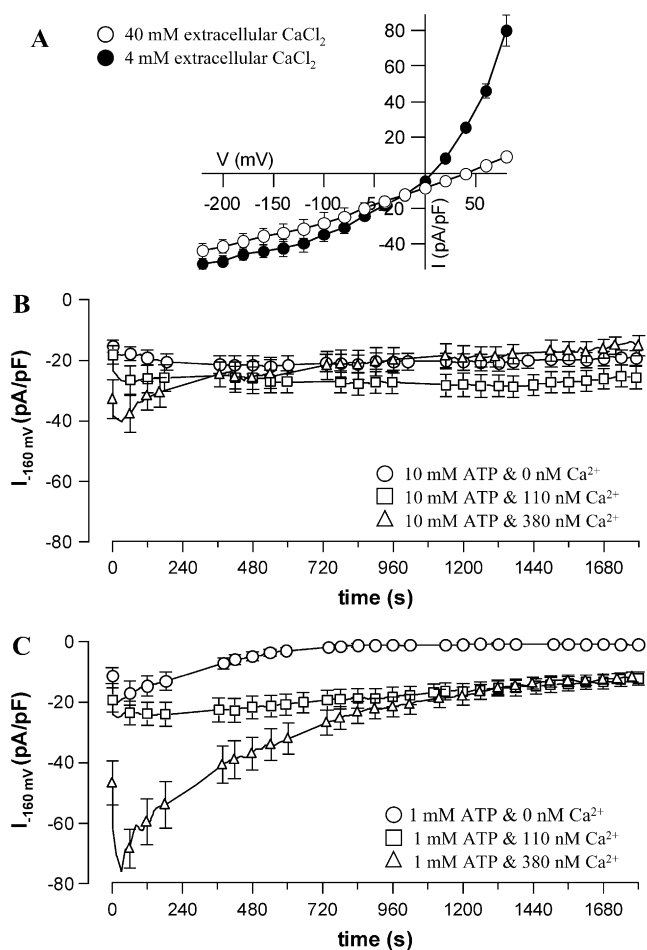 A
40 mM extracellular CaCl₂
4 mM extracellular CaCl₂
80
60
40
20
V (mV)
-200 -150 -100 -50 50
-20
-40
I (pA/pF)
B
0
-20
-40
-60
-80
I-160 mV (pA/pF)
10 mM ATP & 0 nM Ca²⁺
10 mM ATP & 110 nM Ca²⁺
10 mM ATP & 380 nM Ca²⁺
0 240 480 720 960 1200 1440 1680
time (s)
C
0
-20
-40
-60
-80
I-160 mV (pA/pF)
1 mM ATP & 0 nM Ca²⁺
1 mM ATP & 110 nM Ca²⁺
1 mM ATP & 380 nM Ca²⁺
0 240 480 720 960 1200 1440 1680
time (s)